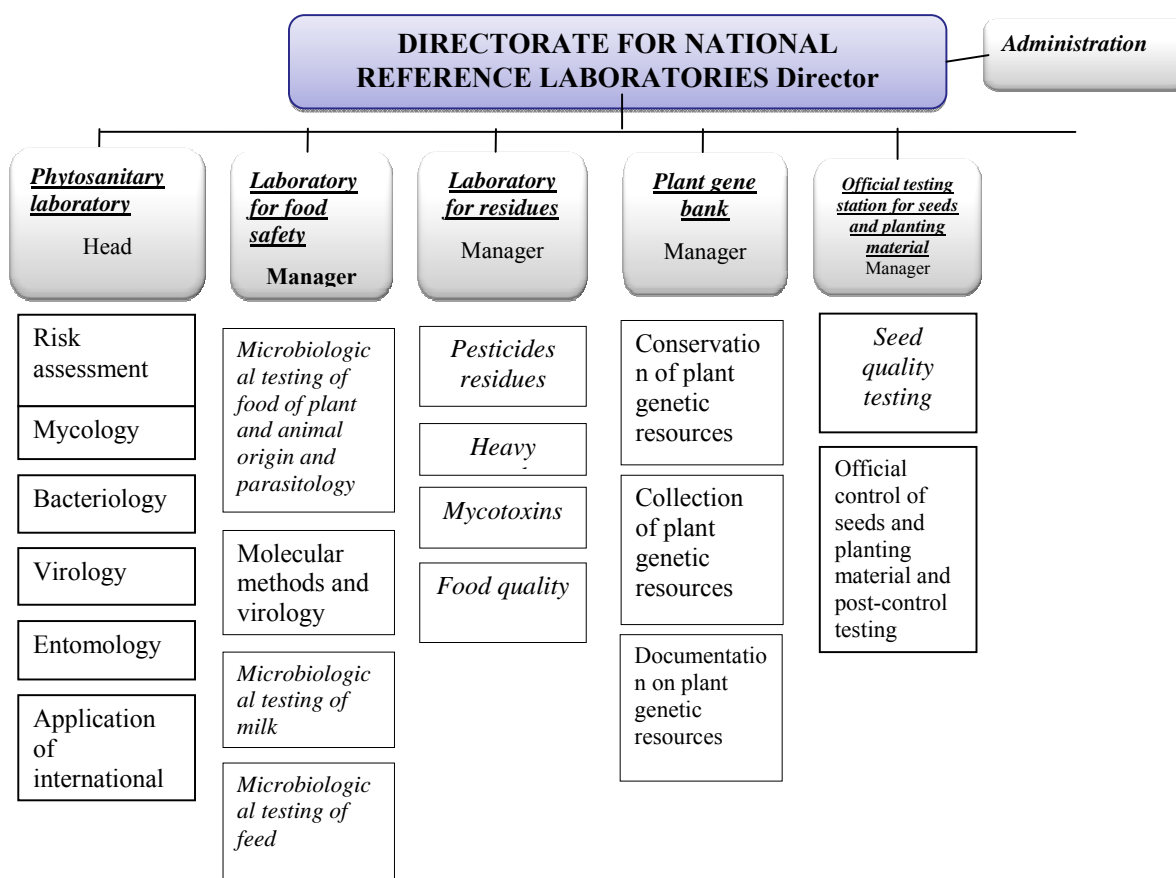 DIRECTORATE FOR NATIONAL
REFERENCE LABORATORIES Director
Administration
Phytosanitary
laboratory
Head
Risk
assessment
Mycology
Bacteriology
Virology
Entomology
Application
of
international
Laboratory
for food
safety
Manager
Microbiologic
al testing of
food of plant
and animal
origin and
parasitology
Molecular
methods and
virology
Microbiologic
al testing of
milk
Microbiologic
al testing of
feed
Laboratory
for residues
Manager
Pesticides
residues
Heavy
Mycotoxins
Food quality
Plant gene
bank
Manager
Conservatio
n of plant
genetic
resources
Collection
of plant
genetic
resources
Documentatio
n on plant
genetic
resources
Official testing
station for seeds
and planting
material
Manager
Seed
quality
testing
Official
control of
seeds and
planting
material and
post-control
testing